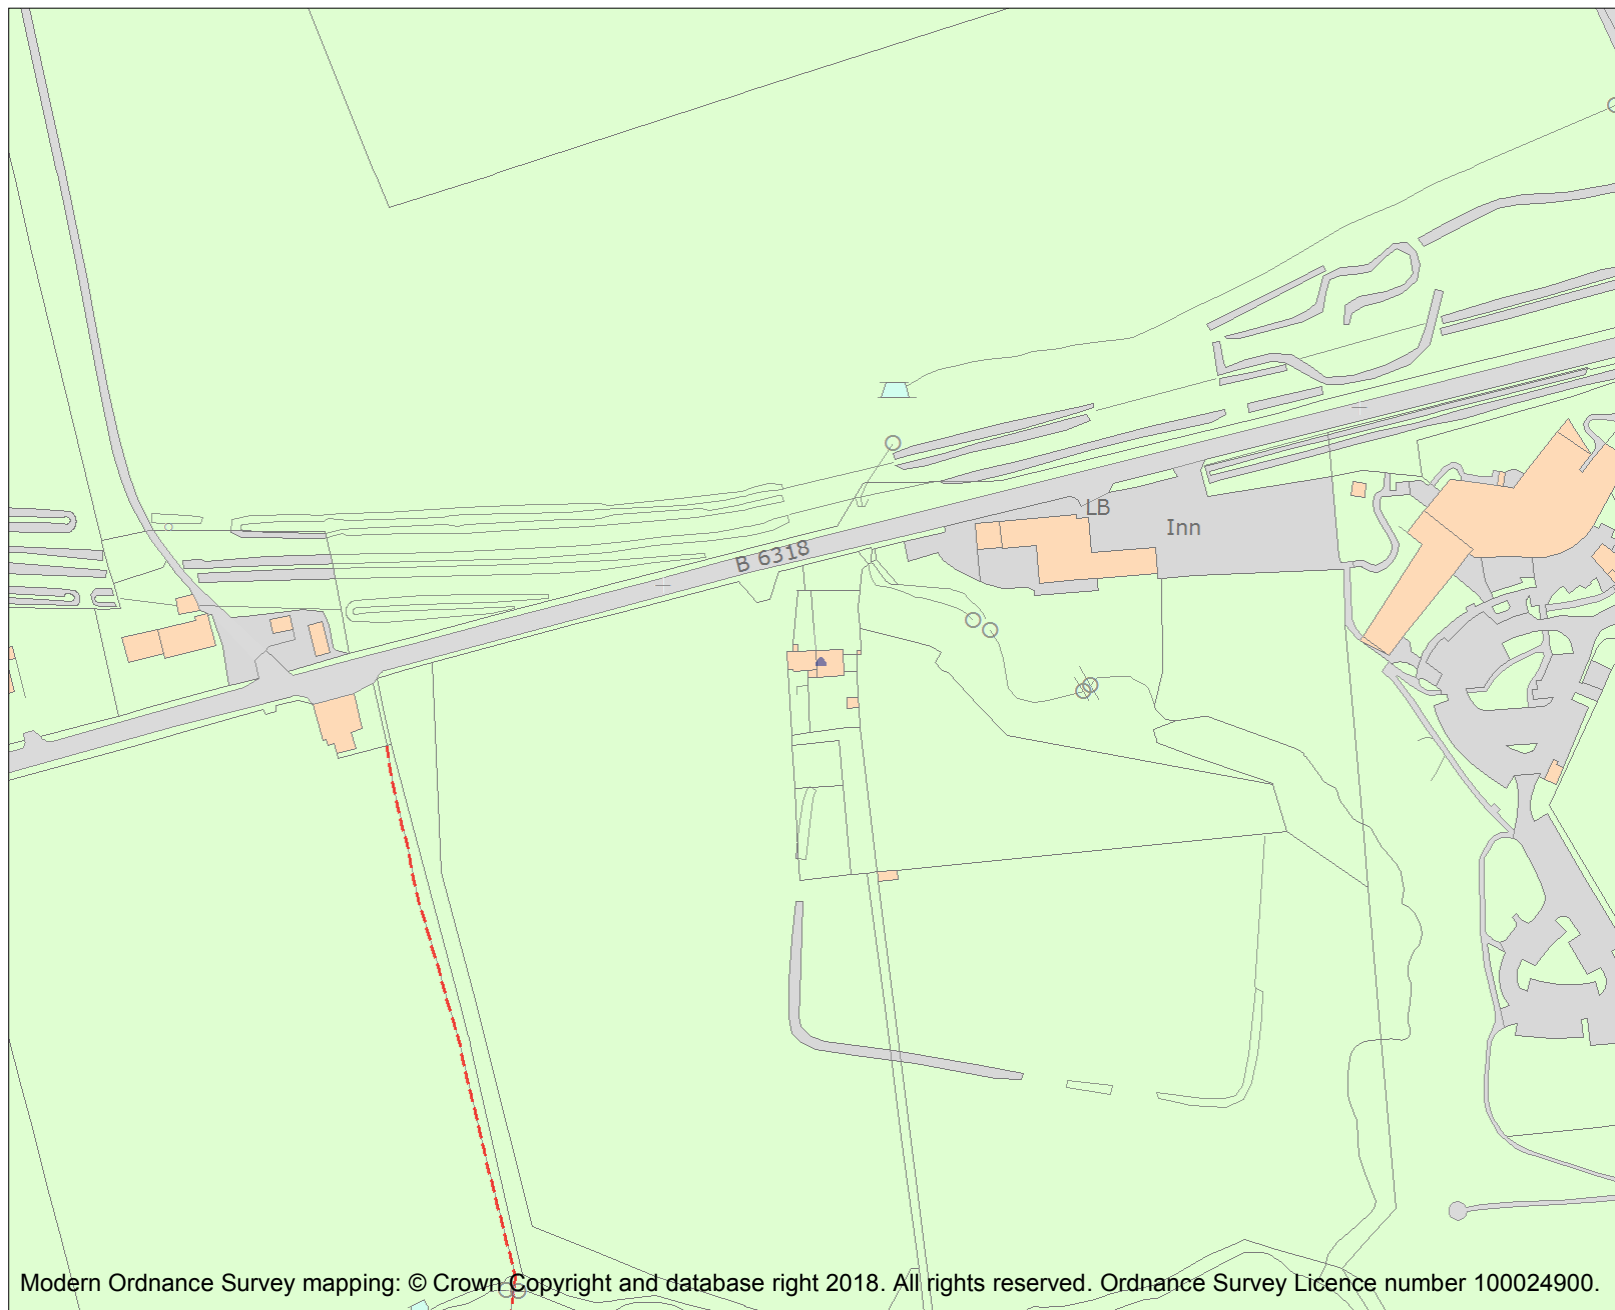 LB
Inn
B 6318
Modern Ordnance Survey mapping: © Crown Copyright and database right 2018. All rights reserved. Ordnance Survey Licence number 100024900.